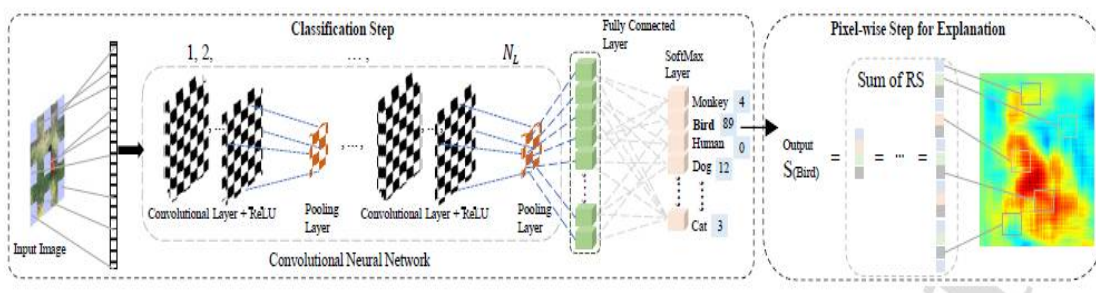 Classification Step
Pixel-wise Step for Explanation
1, 2,
... ,
N_L
Fully Connected
Layer
SoftMax
Layer
Sum of RS
Monkey 4
Bird 89
Human 0
Dog 12
Cat 3
Output
S(Bird) = = ... =
... ,
... ,
, ... ,
... ,
Convolutional Layer + ReLU
Pooling
Layer
Convolutional Layer + ReLU
Pooling
Layer
Input Image
Convolutional Neural Network